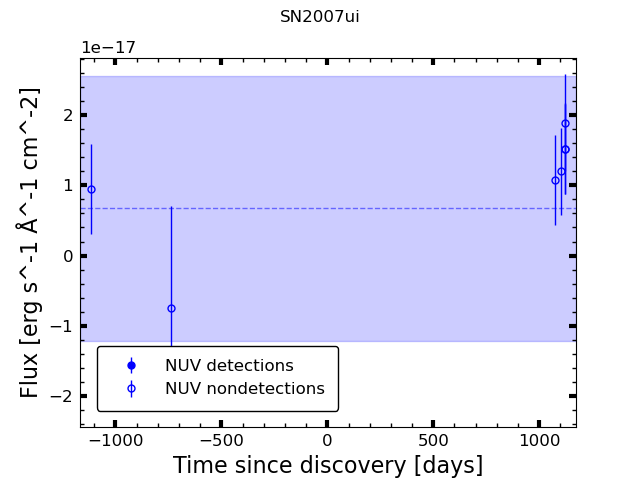 SN2007ui
1e−17
2
1
0
−1
−2
Flux [erg s^-1 Å^-1 cm^-2]
NUV detections
NUV nondetections
−1000 −500 0 500 1000
Time since discovery [days]